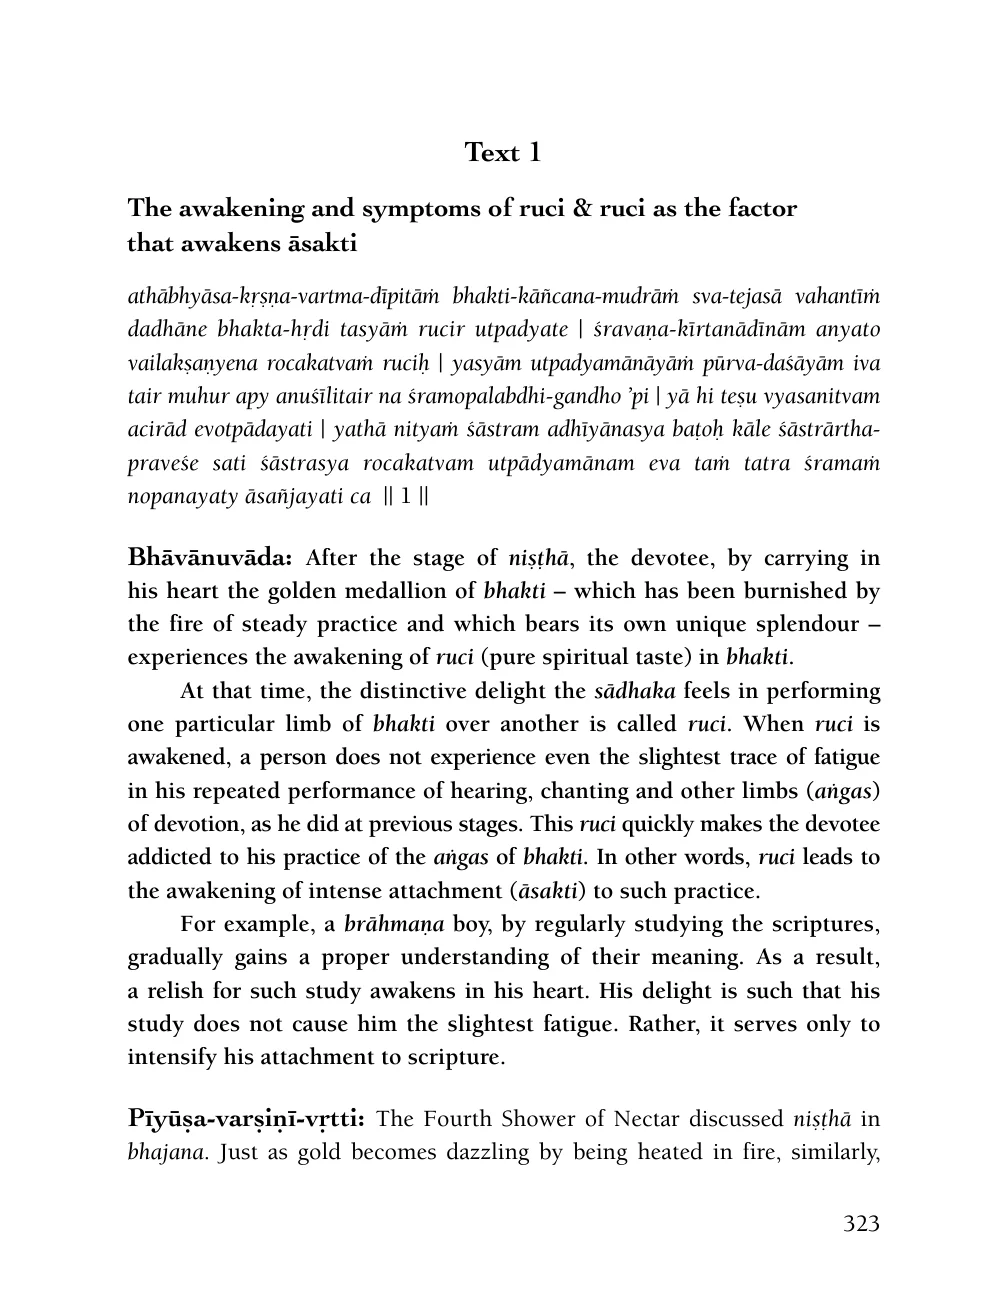 Text 1
The awakening and symptoms of ruci & ruci as the factor
that awakens āsakti
athābhyāsa-kṛṣṇa-vartma-dīpitāṁ bhakti-kāñcana-mudrāṁ sva-tejasā vahantīṁ
dadhāne bhakta-hṛdi tasyāṁ rucir utpadyate | śravaṇa-kīrtanādīnām anyato
vailakṣaṇyena rocakatvaṁ ruciḥ | yasyām utpadyamānāyāṁ pūrva-daśāyām iva
tair muhur apy anuśīlitair na śramopalabdhi-gandho ’pi | yā hi teṣu vyasanitvam
acirād evotpādayati | yathā nityaṁ śāstram adhīyānasya baṭoḥ kāle śāstrārtha-
praveśe sati śāstrasya rocakatvam utpādyamānam eva taṁ tatra śramaṁ
nopanayaty āsañjayati ca || 1 ||
Bhāvānuvāda: After the stage of niṣṭhā, the devotee, by carrying in
his heart the golden medallion of bhakti – which has been burnished by
the fire of steady practice and which bears its own unique splendour –
experiences the awakening of ruci (pure spiritual taste) in bhakti.
At that time, the distinctive delight the sādhaka feels in performing
one particular limb of bhakti over another is called ruci. When ruci is
awakened, a person does not experience even the slightest trace of fatigue
in his repeated performance of hearing, chanting and other limbs (aṅgas)
of devotion, as he did at previous stages. This ruci quickly makes the devotee
addicted to his practice of the aṅgas of bhakti. In other words, ruci leads to
the awakening of intense attachment (āsakti) to such practice.
For example, a brāhmaṇa boy, by regularly studying the scriptures,
gradually gains a proper understanding of their meaning. As a result,
a relish for such study awakens in his heart. His delight is such that his
study does not cause him the slightest fatigue. Rather, it serves only to
intensify his attachment to scripture.
Pīyūṣa-varṣiṇī-vṛtti: The Fourth Shower of Nectar discussed niṣṭhā in
bhajana. Just as gold becomes dazzling by being heated in fire, similarly,
323